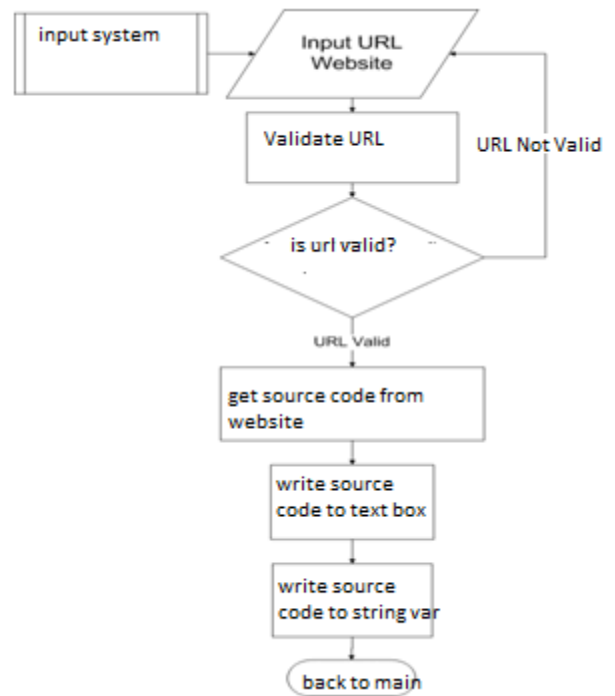 input system
Input URL
Website
Validate URL
URL Not Valid
is url valid?
URL Valid
get source code from
website
write source
code to text box
write source
code to string var
back to main